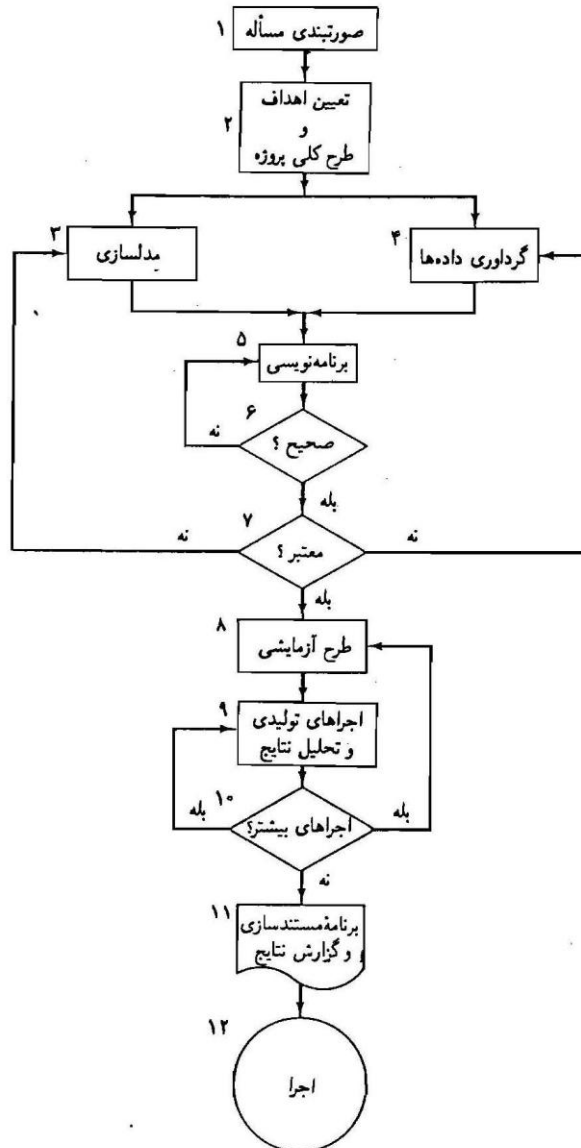 ۱
صورتبندی مسأله
۲
تعیین اهداف
و
طرح کلی پروژه
۳
مدلسازی
۴
گرداوری داده‌ها
۵
برنامه‌نویسی
۶
صحیح ؟
نه
بله
۷
معتبر ؟
نه
نه
بله
۸
طرح آزمایشی
۹
اجراهای تولیدی
و تحلیل نتایج
۱۰
اجراهای بیشتر؟
بله
بله
نه
۱۱
برنامهٔ مستندسازی
و گزارش نتایج
۱۲
اجرا